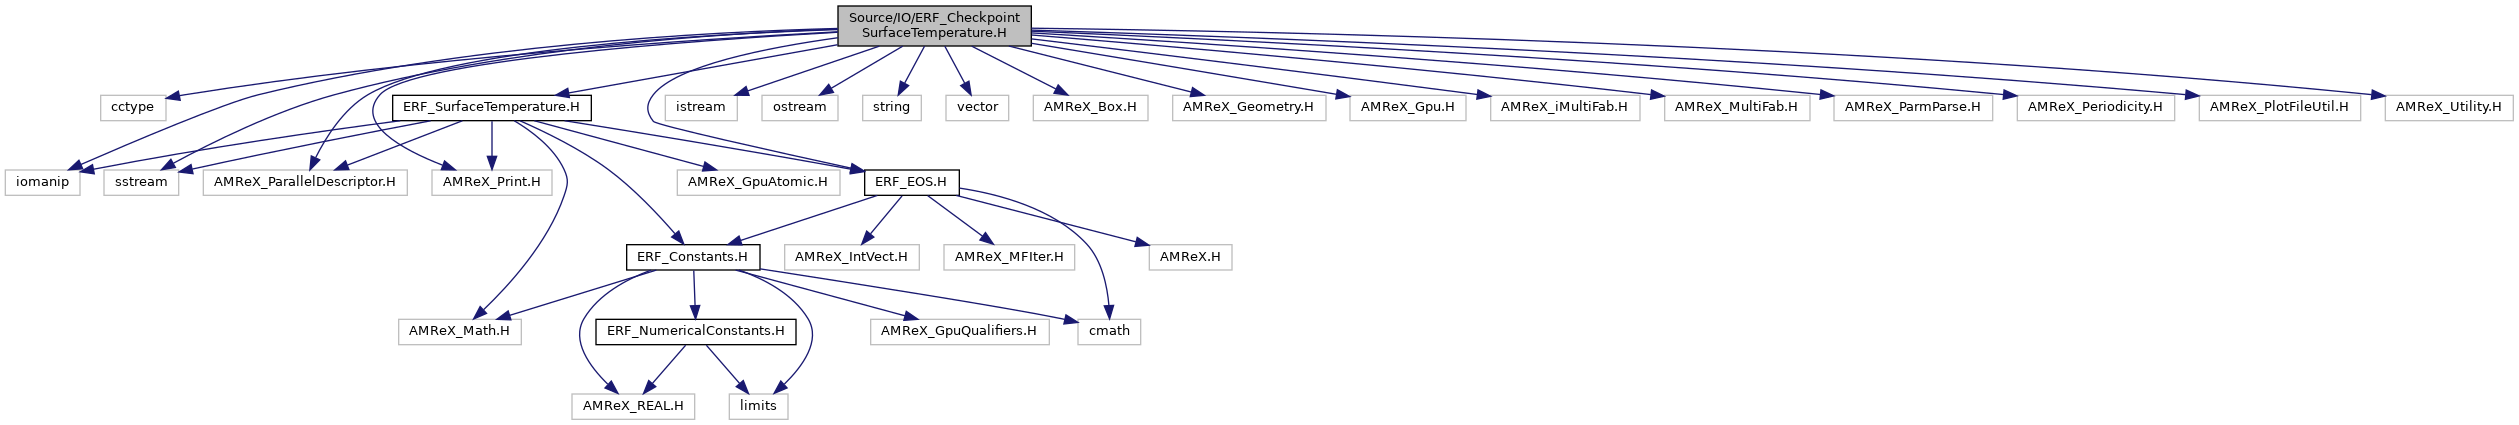 Source/IO/ERF_Checkpoint
SurfaceTemperature.H
cctype
ERF_SurfaceTemperature.H
istream
ostream
string
vector
AMReX_Box.H
AMReX_Geometry.H
AMReX_Gpu.H
AMReX_iMultiFab.H
AMReX_MultiFab.H
AMReX_ParmParse.H
AMReX_Periodicity.H
AMReX_PlotFileUtil.H
AMReX_Utility.H
iomanip
sstream
AMReX_ParallelDescriptor.H
AMReX_Print.H
AMReX_GpuAtomic.H
ERF_EOS.H
ERF_Constants.H
AMReX_IntVect.H
AMReX_MFIter.H
AMReX.H
AMReX_Math.H
ERF_NumericalConstants.H
AMReX_GpuQualifiers.H
cmath
AMReX_REAL.H
limits